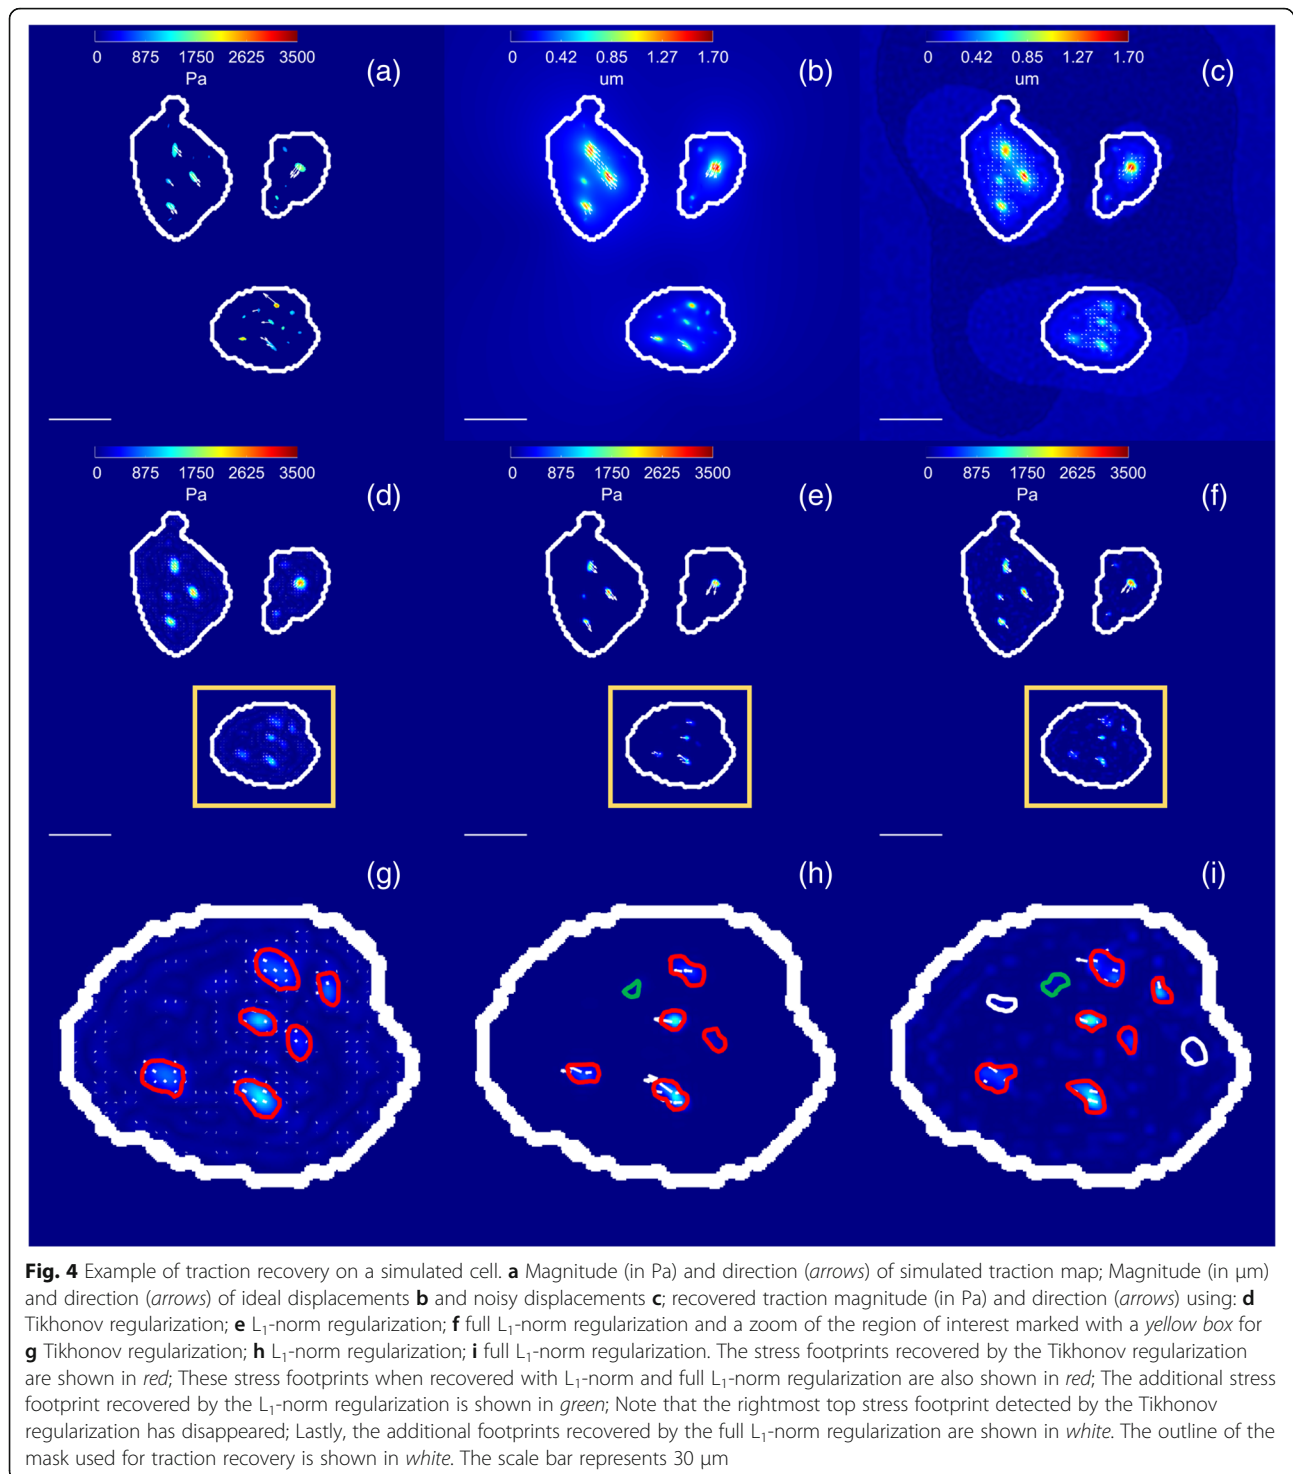 0 875 1750 2625 3500
Pa
(a)
0 0.42 0.85 1.27 1.70
um
(b)
0 0.42 0.85 1.27 1.70
um
(c)
0 875 1750 2625 3500
Pa
(d)
0 875 1750 2625 3500
Pa
(e)
0 875 1750 2625 3500
Pa
(f)
(g)
(h)
(i)
Fig. 4 Example of traction recovery on a simulated cell. a Magnitude (in Pa) and direction (arrows) of simulated traction map; Magnitude (in μm)
and direction (arrows) of ideal displacements b and noisy displacements c; recovered traction magnitude (in Pa) and direction (arrows) using: d
Tikhonov regularization; e L₁-norm regularization; f full L₁-norm regularization and a zoom of the region of interest marked with a yellow box for
g Tikhonov regularization; h L₁-norm regularization; i full L₁-norm regularization. The stress footprints recovered by the Tikhonov regularization
are shown in red; These stress footprints when recovered with L₁-norm and full L₁-norm regularization are also shown in red; The additional stress
footprint recovered by the L₁-norm regularization is shown in green; Note that the rightmost top stress footprint detected by the Tikhonov
regularization has disappeared; Lastly, the additional footprints recovered by the full L₁-norm regularization are shown in white. The outline of the
mask used for traction recovery is shown in white. The scale bar represents 30 μm